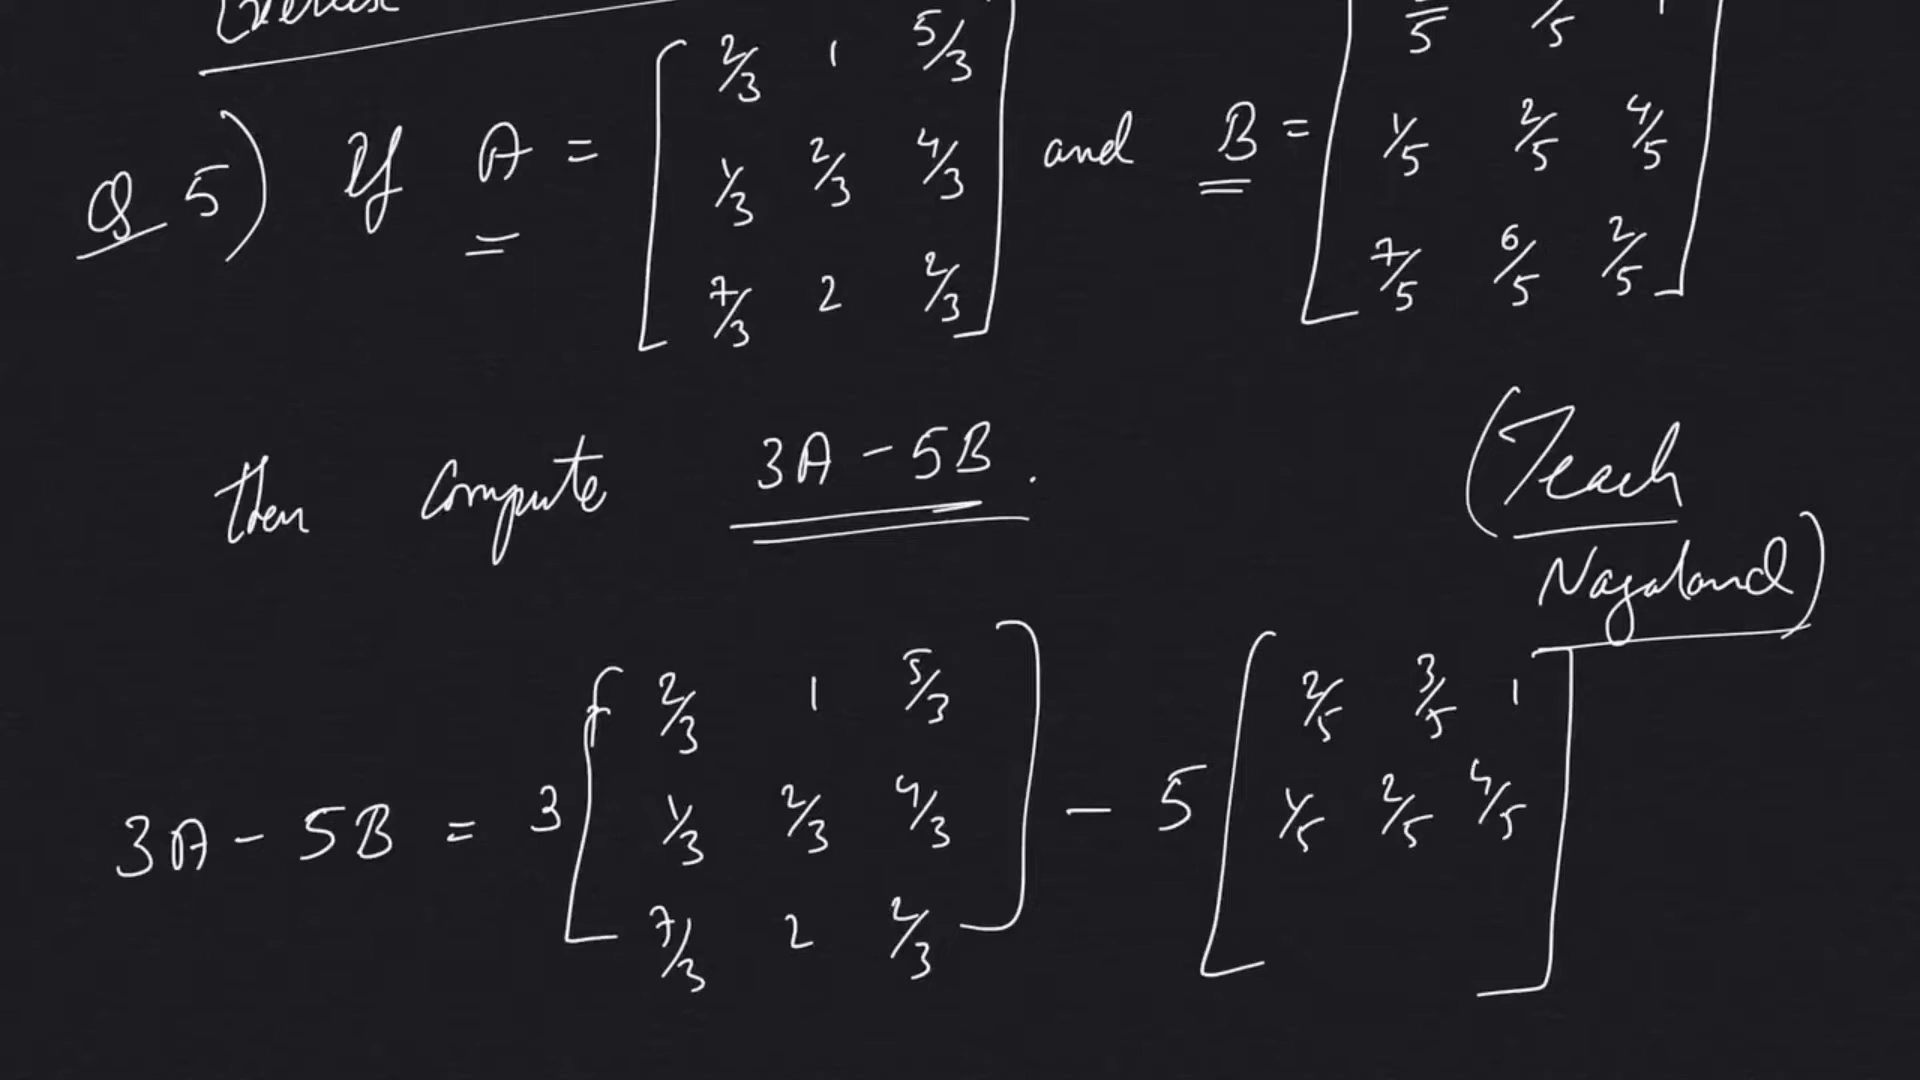 Q 5) If A = [ 2/3 1 5/3 ; 1/3 2/3 4/3 ; 7/3 2 2/3 ] and B = [ /5 /5 ; 1/5 2/5 4/5 ; 7/5 6/5 2/5 ]
then compute 3A - 5B.
(Teach
Nagaland)
3A - 5B = 3 [ 2/3 1 5/3 ; 1/3 2/3 4/3 ; 7/3 2 2/3 ] - 5 [ 2/5 3/5 1 ; 1/5 2/5 4/5 ]